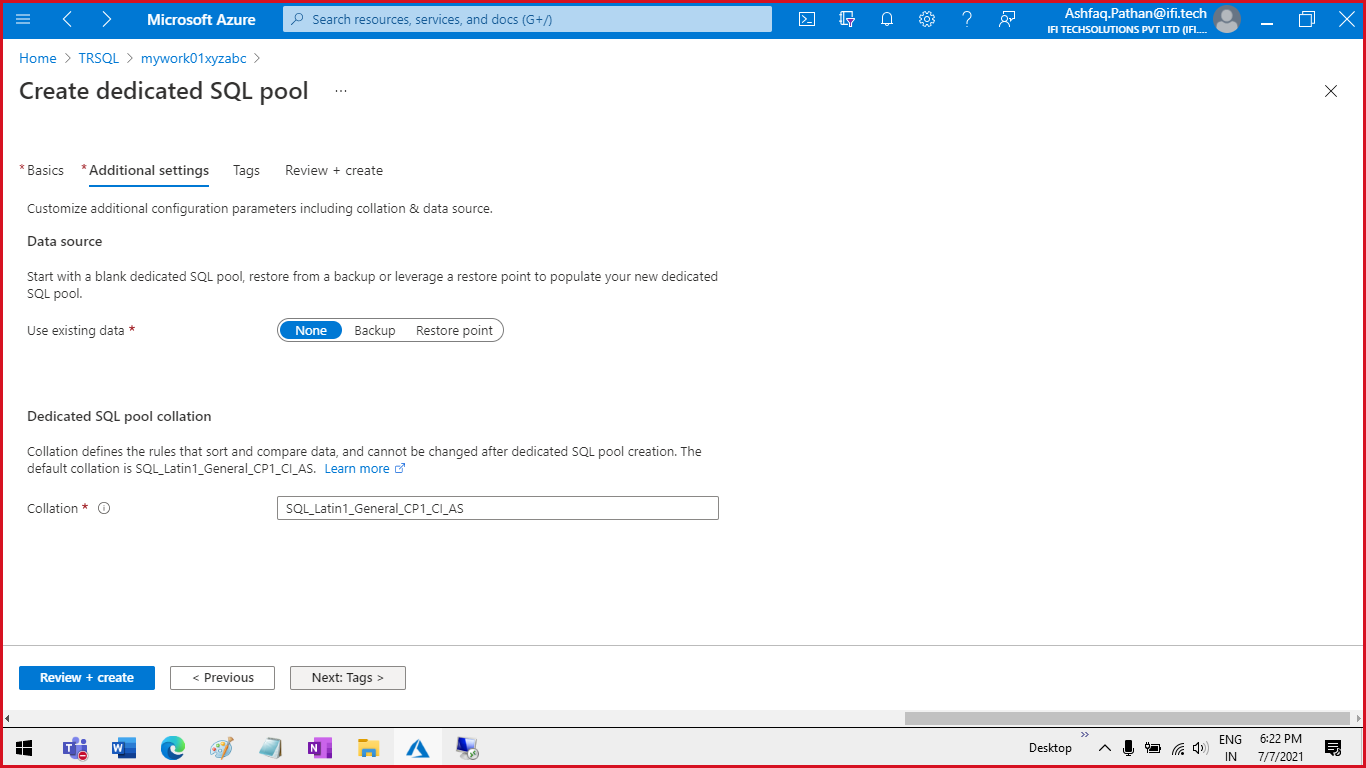 Microsoft Azure
Search resources, services, and docs (G+/)
Ashfaq.Pathan@ifi.tech
IFI TECHSOLUTIONS PVT LTD (IFI....
Home > TRSQL > mywork01xyzabc >
Create dedicated SQL pool ...
* Basics * Additional settings Tags Review + create
Customize additional configuration parameters including collation & data source.
Data source
Start with a blank dedicated SQL pool, restore from a backup or leverage a restore point to populate your new dedicated
SQL pool.
Use existing data * None Backup Restore point
Dedicated SQL pool collation
Collation defines the rules that sort and compare data, and cannot be changed after dedicated SQL pool creation. The
default collation is SQL_Latin1_General_CP1_CI_AS. Learn more
Collation * SQL_Latin1_General_CP1_CI_AS
Review + create < Previous Next: Tags >
Desktop
ENG
IN
6:22 PM
7/7/2021